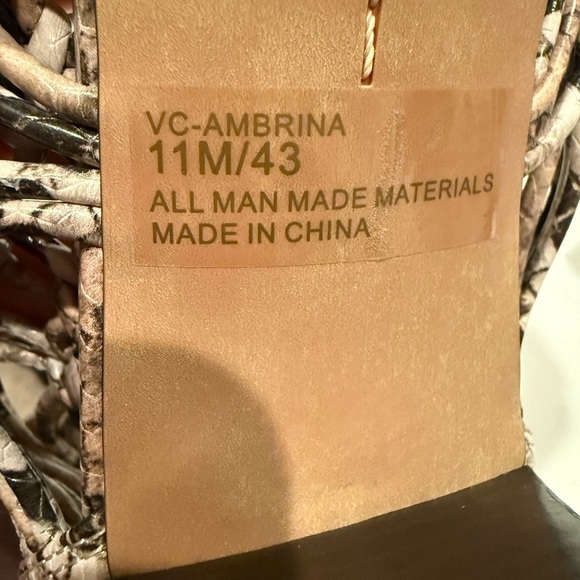 VC-AMBRINA
11M/43
ALL MAN MADE MATERIALS
MADE IN CHINA